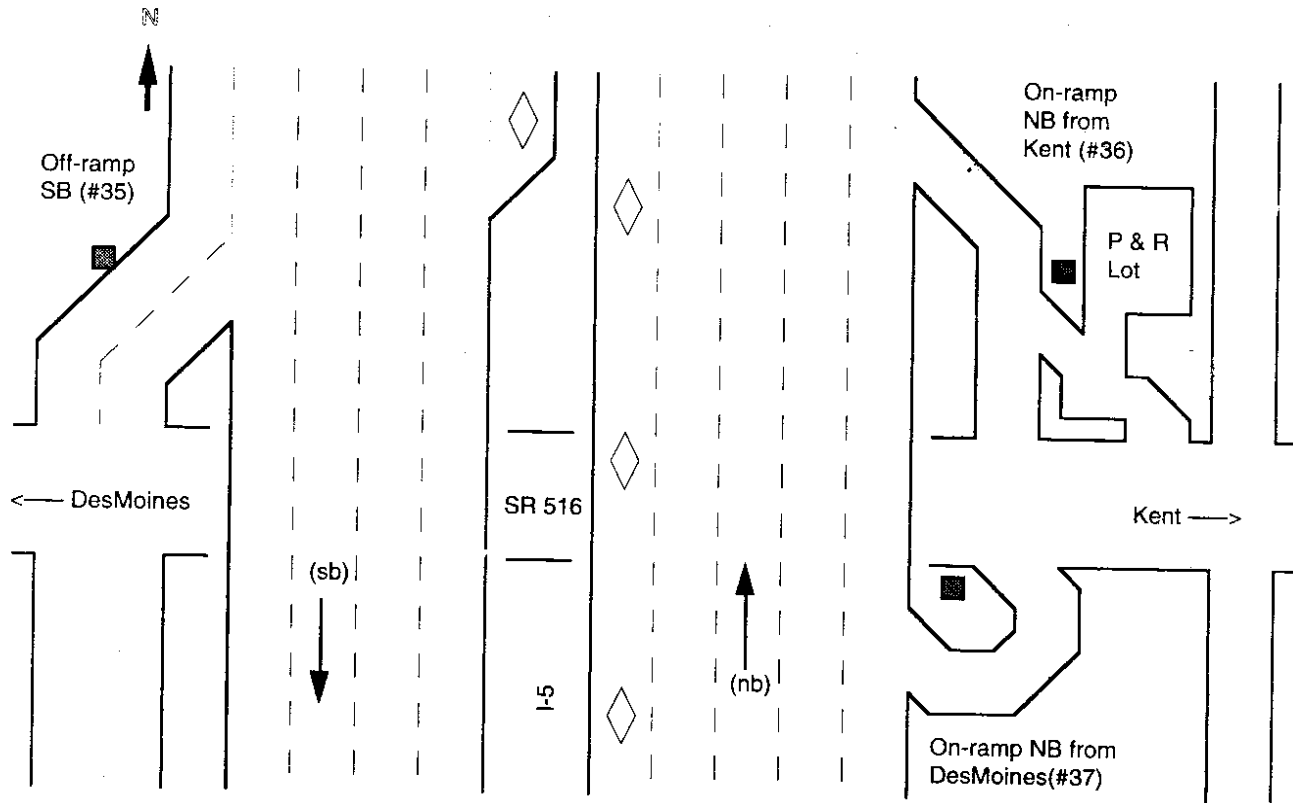 N
On-ramp
NB from
Kent (#36)
Off-ramp
SB (#35)
P & R
Lot
<— DesMoines
SR 516
Kent —>
(sb)
(nb)
I-5
On-ramp NB from
DesMoines(#37)